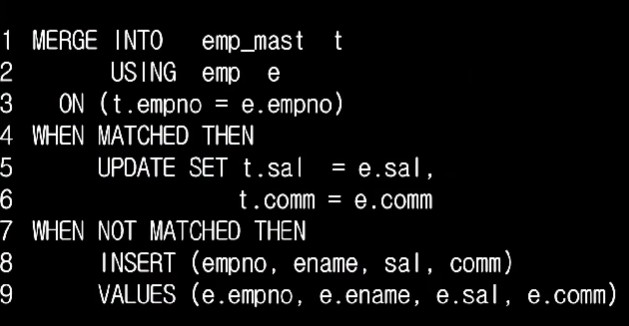 1 MERGE INTO emp_mast t
2 USING emp e
3 ON (t.empno = e.empno)
4 WHEN MATCHED THEN
5 UPDATE SET t.sal = e.sal,
6 t.comm = e.comm
7 WHEN NOT MATCHED THEN
8 INSERT (empno, ename, sal, comm)
9 VALUES (e.empno, e.ename, e.sal, e.comm)